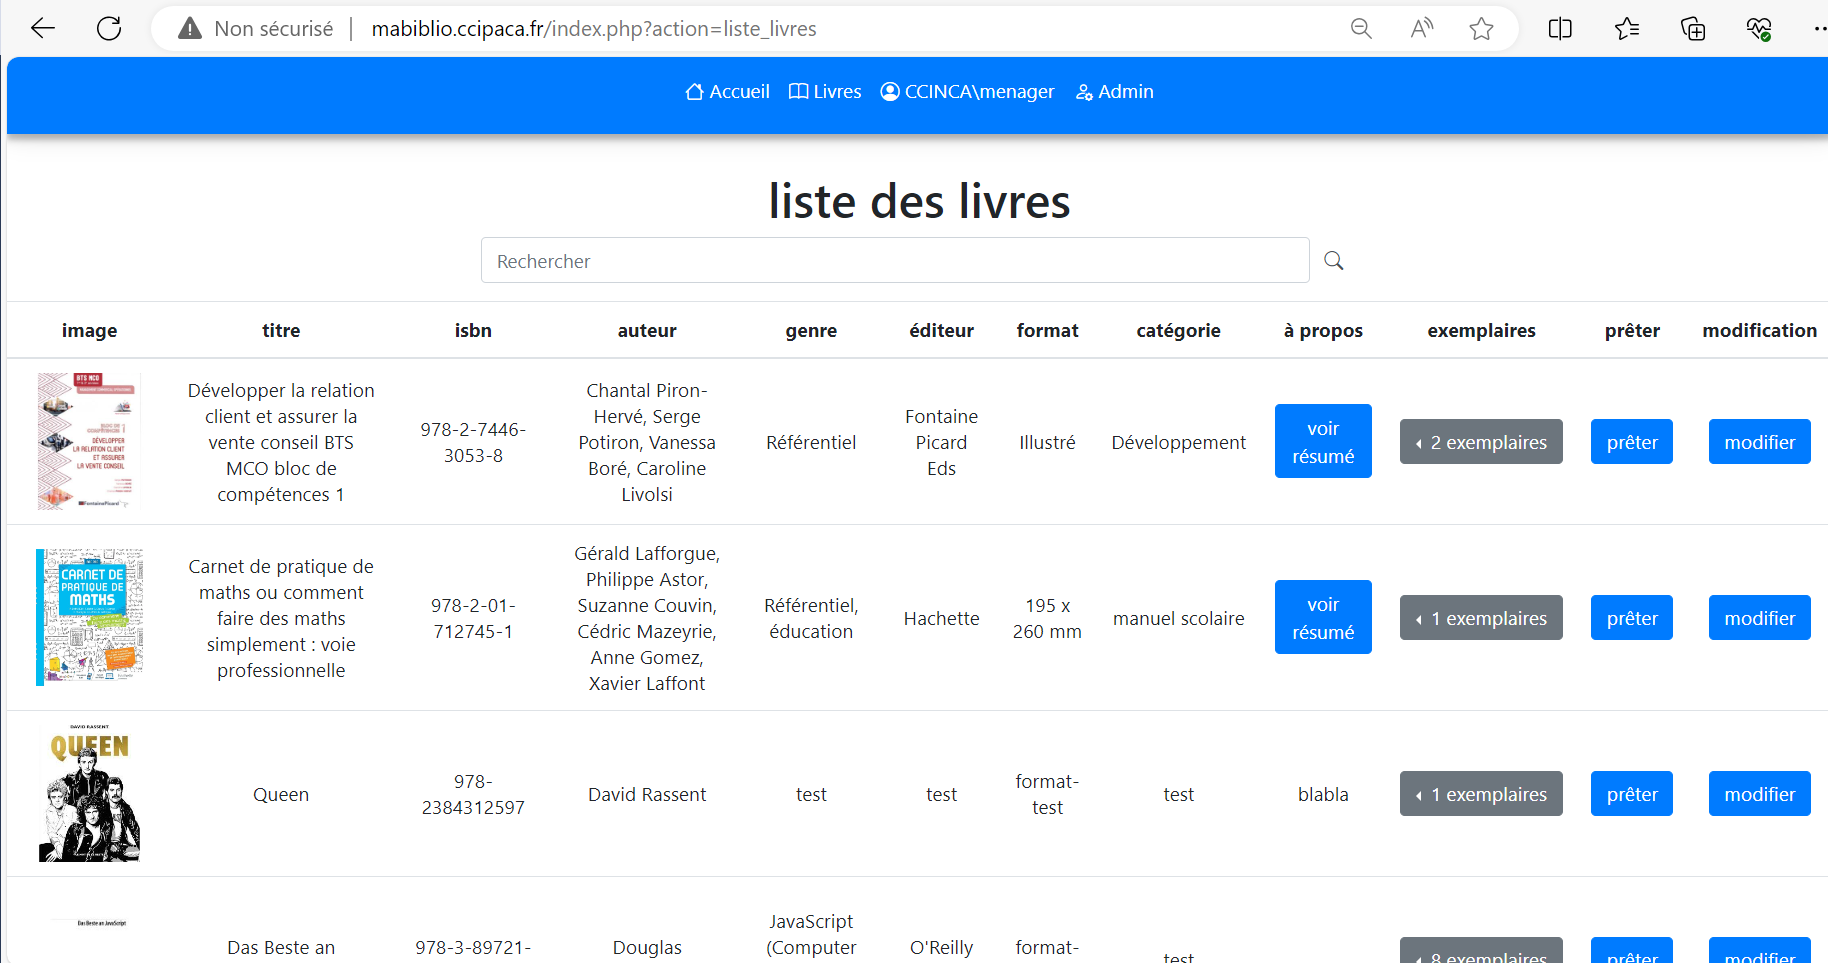 Non sécurisé | mabiblio.ccipaca.fr/index.php?action=liste_livres
Accueil Livres CCINCA\menager Admin
liste des livres
Rechercher
image titre isbn auteur genre éditeur format catégorie à propos exemplaires prêter modification
BTS MCO
DÉVELOPPER
LA RELATION CLIENT
ET ASSURER
LA VENTE CONSEIL
FontainePicard
Développer la relation
client et assurer la
vente conseil BTS
MCO bloc de
compétences 1
978-2-7446-
3053-8
Chantal Piron-
Hervé, Serge
Potiron, Vanessa
Boré, Caroline
Livolsi
Référentiel
Fontaine
Picard
Eds
Illustré
Développement
voir
résumé
2 exemplaires
prêter
modifier
CARNET DE
PRATIQUE DE
MATHS
Carnet de pratique de
maths ou comment
faire des maths
simplement : voie
professionnelle
978-2-01-
712745-1
Gérald Lafforgue,
Philippe Astor,
Suzanne Couvin,
Cédric Mazeyrie,
Anne Gomez,
Xavier Laffont
Référentiel,
éducation
Hachette
195 x
260 mm
manuel scolaire
voir
résumé
1 exemplaires
prêter
modifier
DAVID RASSENT
QUEEN
Queen
978-
2384312597
David Rassent
test
test
format-
test
test
blabla
1 exemplaires
prêter
modifier
Das Beste an JavaScript
Das Beste an
978-3-89721-
Douglas
JavaScript
(Computer
O'Reilly
format-
test
8 exemplaires
prêter
modifier